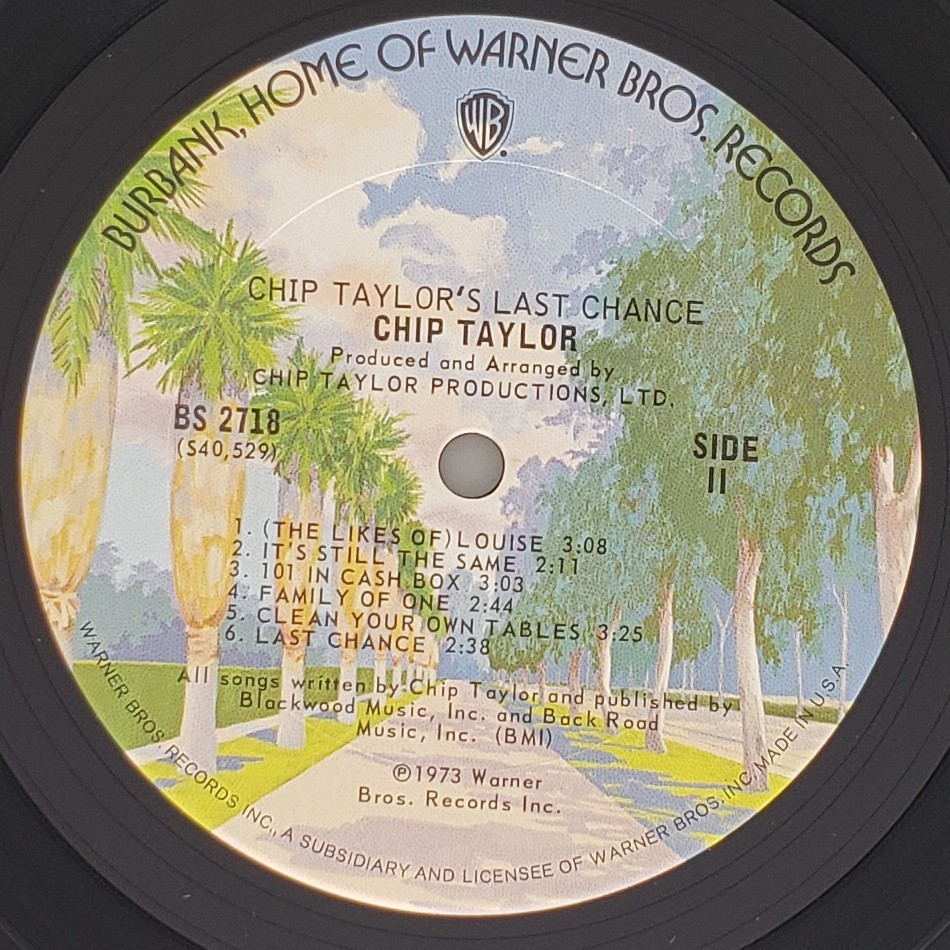 BURBANK, HOME OF WARNER BROS. RECORDS
WB
CHIP TAYLOR'S LAST CHANCE
CHIP TAYLOR
Produced and Arranged by
CHIP TAYLOR PRODUCTIONS, LTD.
BS 2718
(S40,529)
SIDE
II
1. (THE LIKES OF) LOUISE 3:08
2. IT'S STILL THE SAME 2:11
3. 101 IN CASH BOX 3:03
4. FAMILY OF ONE 2:44
5. CLEAN YOUR OWN TABLES 3:25
6. LAST CHANCE 2:38
All songs written by Chip Taylor and published by
Blackwood Music, Inc. and Back Road
Music, Inc. (BMI)
℗1973 Warner
Bros. Records Inc.
WARNER BROS. RECORDS INC., A SUBSIDIARY AND LICENSEE OF WARNER BROS. INC. MADE IN U.S.A.